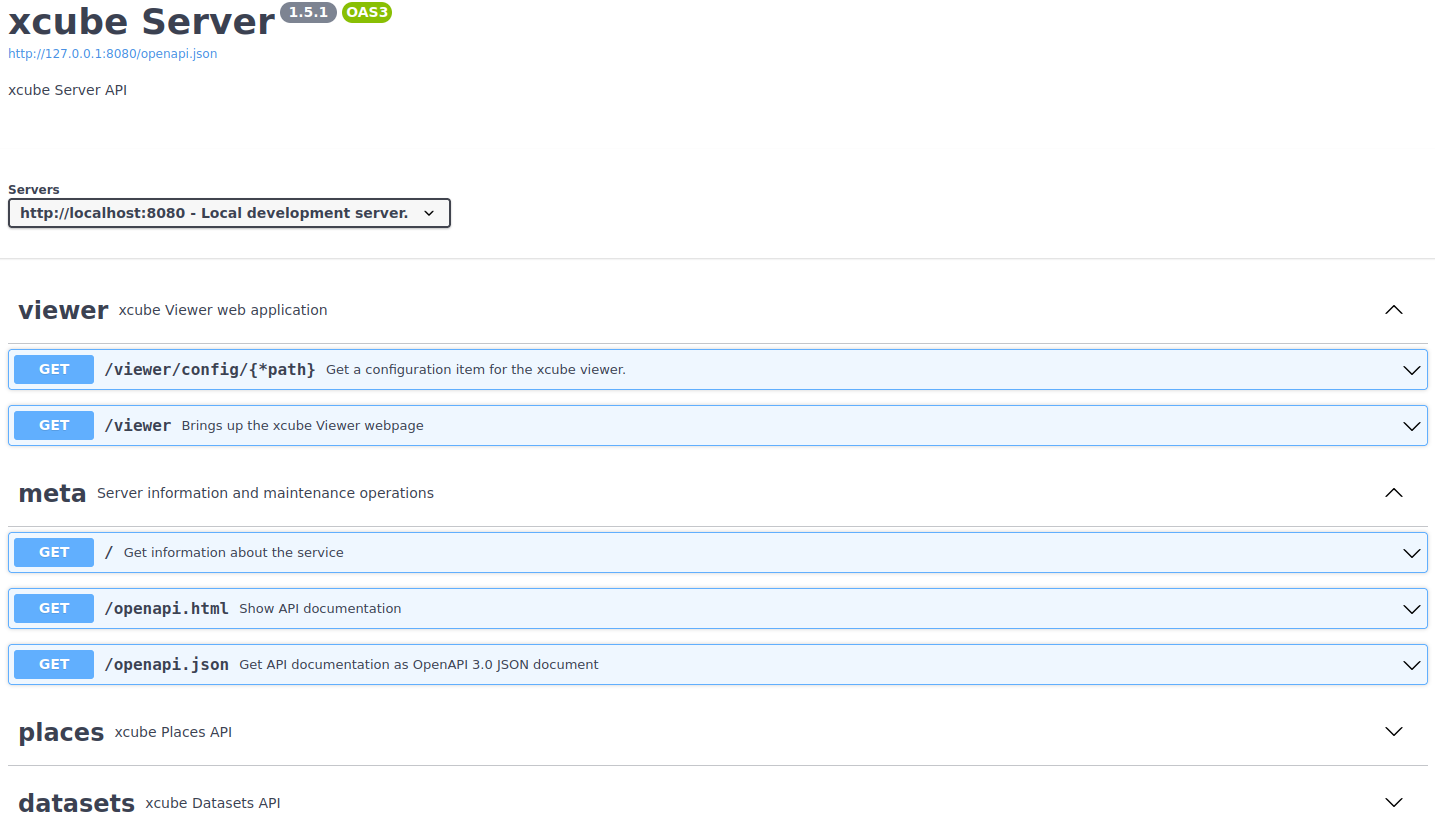 xcube Server 1.5.1 OAS3
http://127.0.0.1:8080/openapi.json
xcube Server API
Servers
http://localhost:8080 - Local development server.
viewer xcube Viewer web application
GET /viewer/config/{*path} Get a configuration item for the xcube viewer.
GET /viewer Brings up the xcube Viewer webpage
meta Server information and maintenance operations
GET / Get information about the service
GET /openapi.html Show API documentation
GET /openapi.json Get API documentation as OpenAPI 3.0 JSON document
places xcube Places API
datasets xcube Datasets API